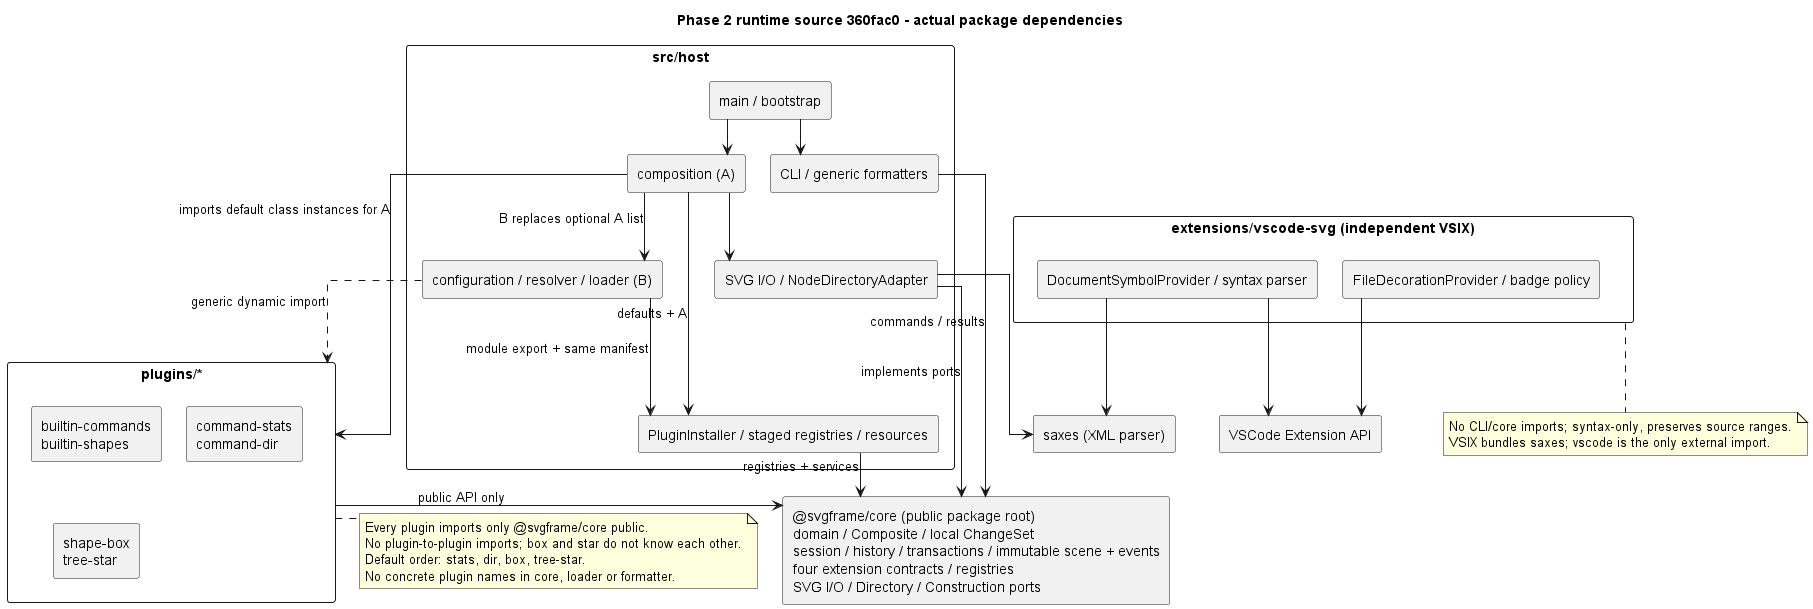 Phase 2 runtime source 360fac0 - actual package dependencies
src/host
main / bootstrap
composition (A)
CLI / generic formatters
imports default class instances for A
B replaces optional A list
extensions/vscode-svg (independent VSIX)
configuration / resolver / loader (B)
SVG I/O / NodeDirectoryAdapter
DocumentSymbolProvider / syntax parser
FileDecorationProvider / badge policy
generic dynamic import
defaults + A
commands / results
module export + same manifest
implements ports
plugins/*
builtin-commands
builtin-shapes
command-stats
command-dir
PluginInstaller / staged registries / resources
saxes (XML parser)
VSCode Extension API
No CLI/core imports; syntax-only, preserves source ranges.
VSIX bundles saxes; vscode is the only external import.
registries + services
public API only
shape-box
tree-star
Every plugin imports only @svgframe/core public.
No plugin-to-plugin imports; box and star do not know each other.
Default order: stats, dir, box, tree-star.
No concrete plugin names in core, loader or formatter.
@svgframe/core (public package root)
domain / Composite / local ChangeSet
session / history / transactions / immutable scene + events
four extension contracts / registries
SVG I/O / Directory / Construction ports